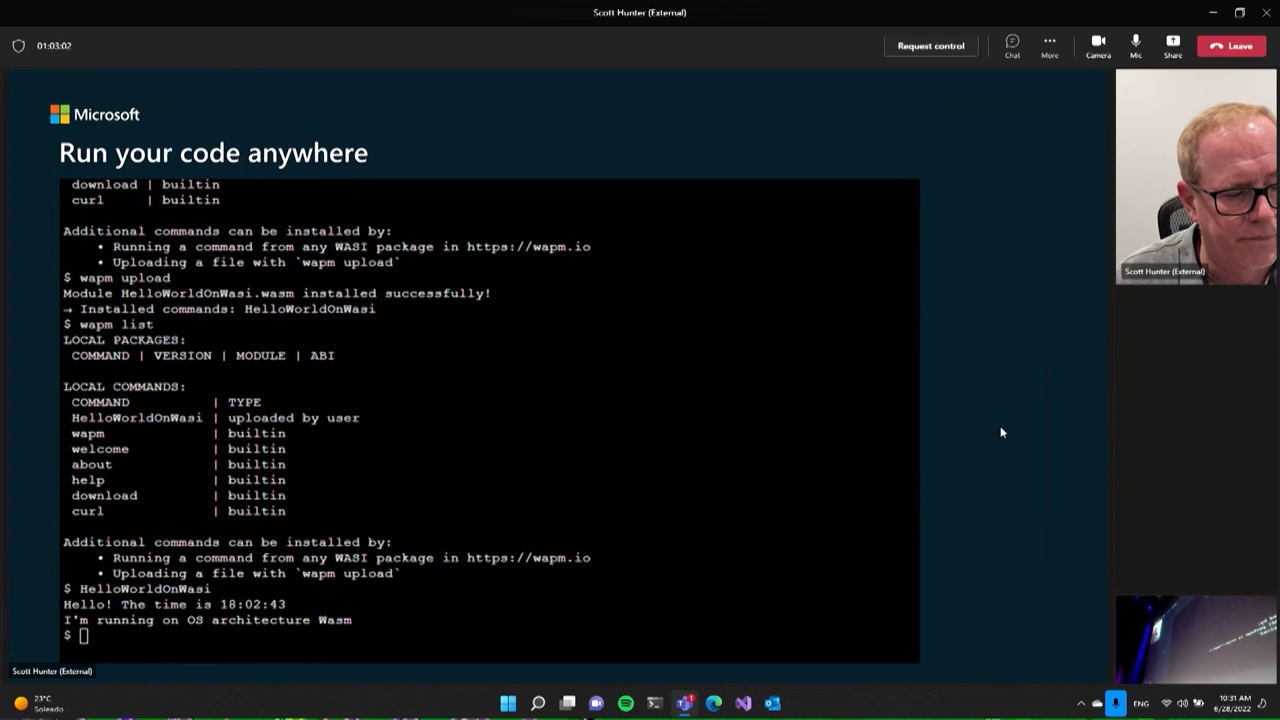 Scott Hunter (External)
01:03:02
Request control
Chat
More
Camera
Mic
Share
Leave
Microsoft
Run your code anywhere
download | builtin
curl | builtin
Additional commands can be installed by:
• Running a command from any WASI package in https://wapm.io
• Uploading a file with `wapm upload`
$ wapm upload
Module HelloWorldOnWasi.wasm installed successfully!
→ Installed commands: HelloWorldOnWasi
$ wapm list
LOCAL PACKAGES:
COMMAND | VERSION | MODULE | ABI
LOCAL COMMANDS:
COMMAND | TYPE
HelloWorldOnWasi | uploaded by user
wapm | builtin
welcome | builtin
about | builtin
help | builtin
download | builtin
curl | builtin
Additional commands can be installed by:
• Running a command from any WASI package in https://wapm.io
• Uploading a file with `wapm upload`
$ HelloWorldOnWasi
Hello! The time is 18:02:43
I'm running on OS architecture Wasm
$
Scott Hunter (External)
Scott Hunter (External)
23°C
Soleado
1
ENG
10:31 AM
6/28/2022